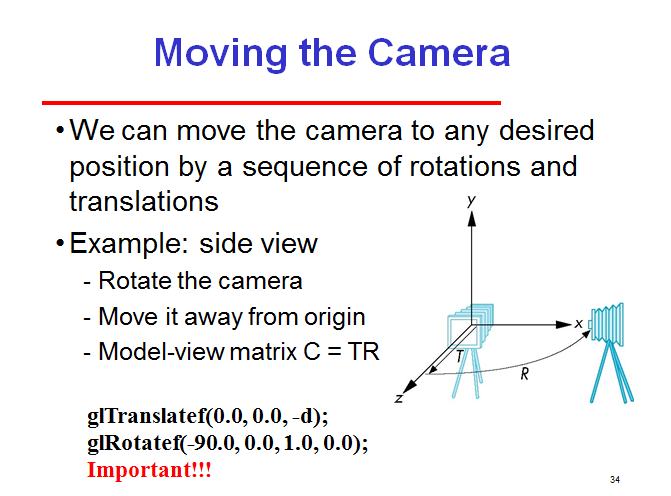 Moving the Camera
•We can move the camera to any desired
position by a sequence of rotations and
translations
•Example: side view
- Rotate the camera
- Move it away from origin
- Model-view matrix C = TR
y
x
T
R
z
glTranslatef(0.0, 0.0, -d);
glRotatef(-90.0, 0.0, 1.0, 0.0);
Important!!!
34